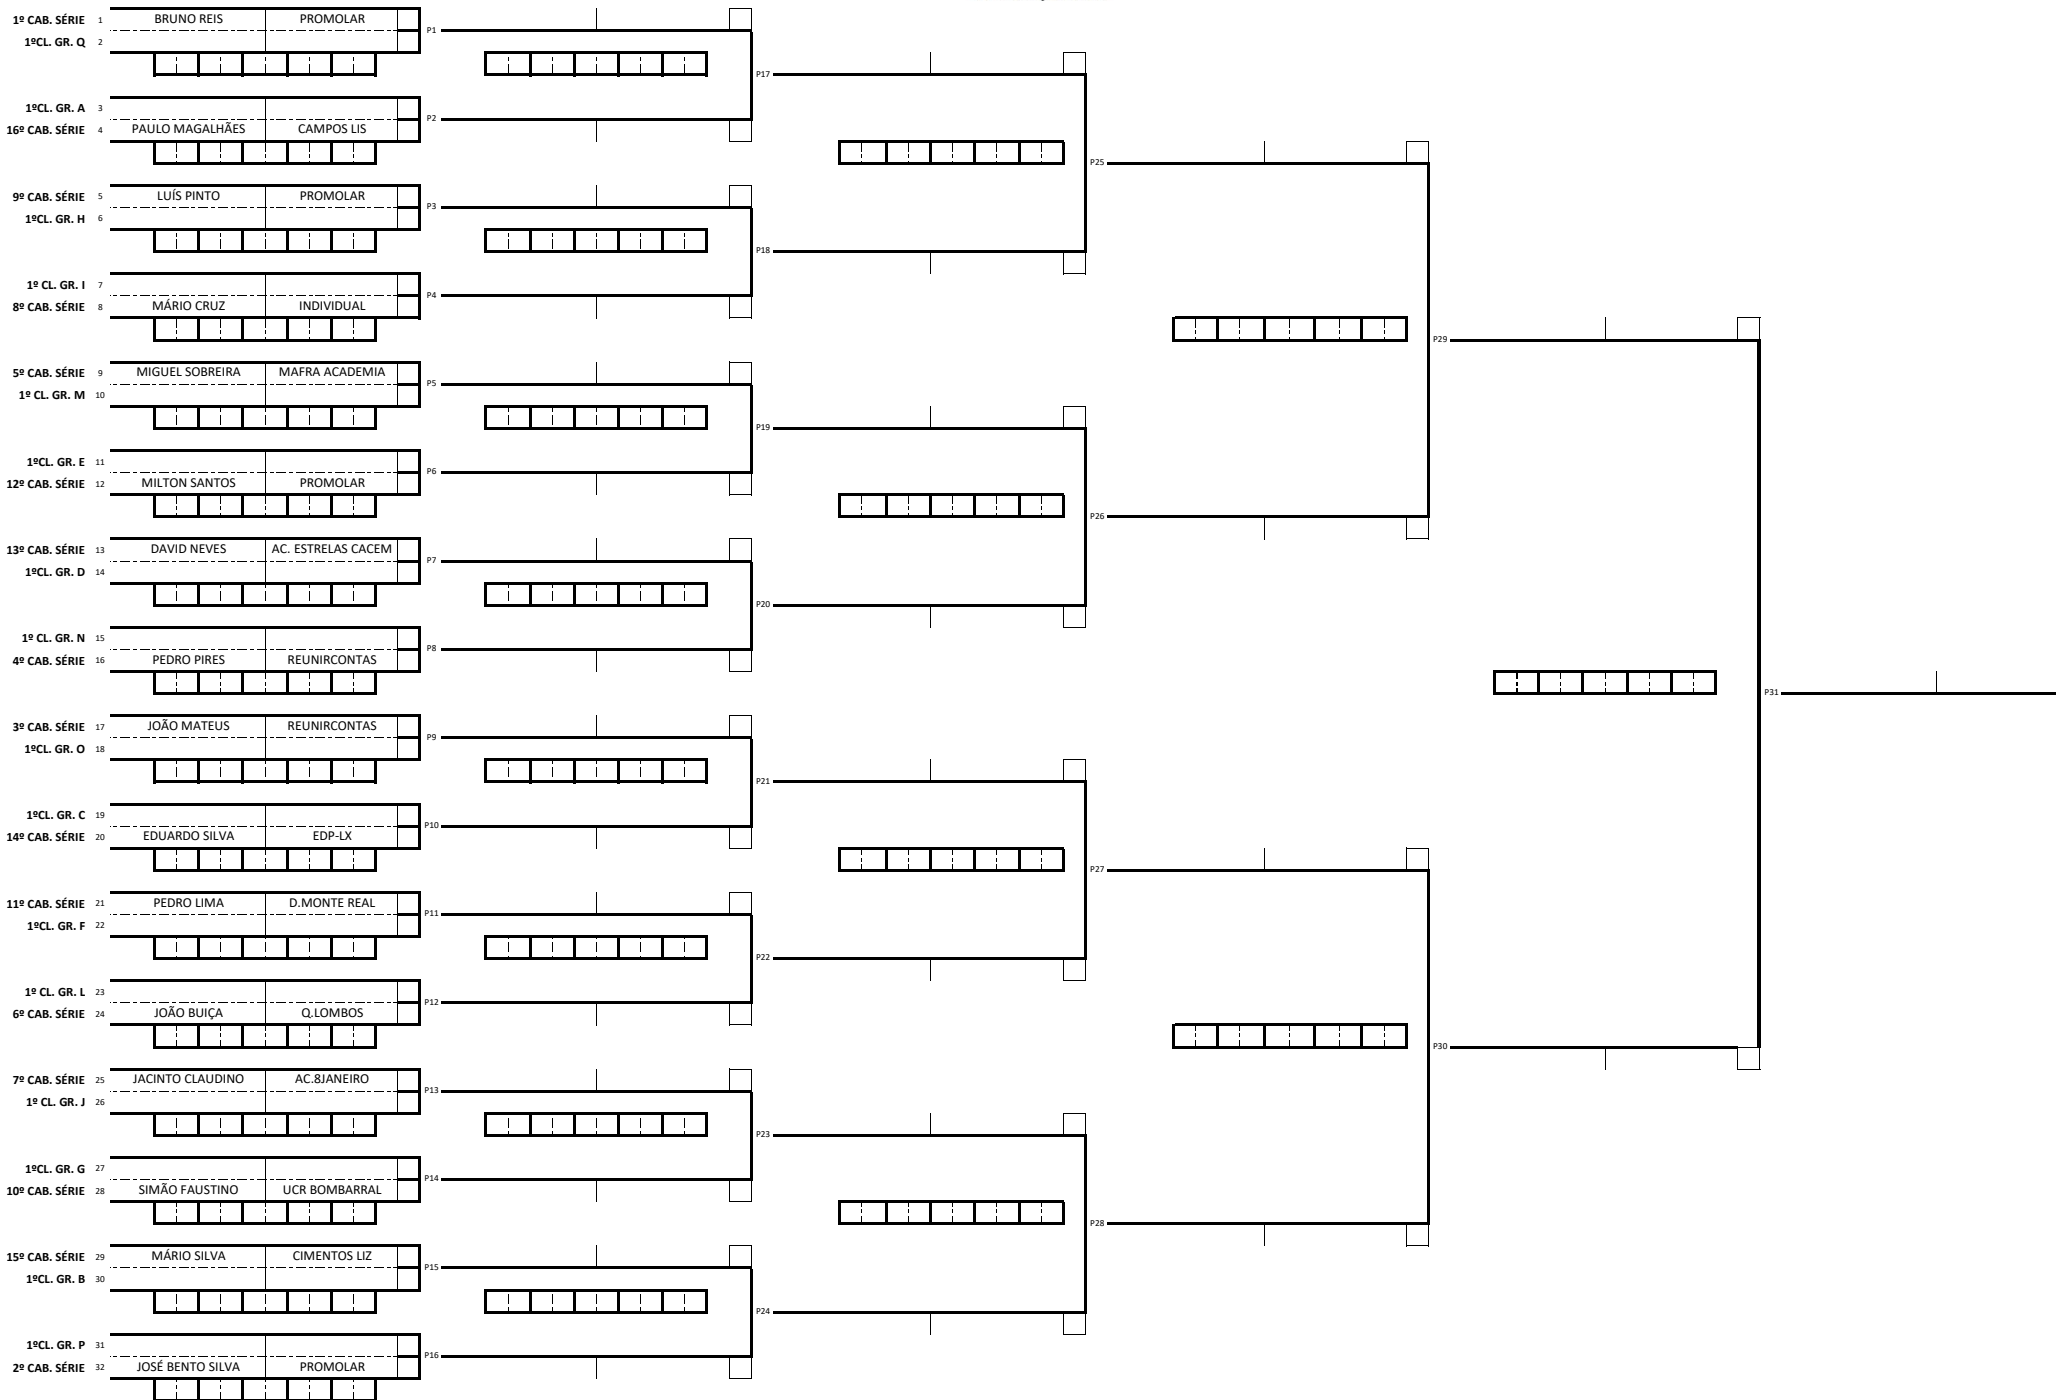 1º CAB. SÉRIE 1 BRUNO REIS PROMOLAR
P1
1ºCL. GR. Q 2
P17
1ºCL. GR. A 3
P2
16º CAB. SÉRIE 4 PAULO MAGALHÃES CAMPOS LIS
P25
9º CAB. SÉRIE 5 LUÍS PINTO PROMOLAR
P3
1ºCL. GR. H 6
P18
1º CL. GR. I 7
P4
8º CAB. SÉRIE 8 MÁRIO CRUZ INDIVIDUAL
P29
5º CAB. SÉRIE 9 MIGUEL SOBREIRA MAFRA ACADEMIA
P5
1º CL. GR. M 10
P19
1ºCL. GR. E 11
P6
12º CAB. SÉRIE 12 MILTON SANTOS PROMOLAR
P26
13º CAB. SÉRIE 13 DAVID NEVES AC. ESTRELAS CACEM
P7
1ºCL. GR. D 14
P20
1º CL. GR. N 15
P8
4º CAB. SÉRIE 16 PEDRO PIRES REUNIRCONTAS
P31
3º CAB. SÉRIE 17 JOÃO MATEUS REUNIRCONTAS
P9
1ºCL. GR. O 18
P21
1ºCL. GR. C 19
P10
14º CAB. SÉRIE 20 EDUARDO SILVA EDP-LX
P27
11º CAB. SÉRIE 21 PEDRO LIMA D.MONTE REAL
P11
1ºCL. GR. F 22
P22
1º CL. GR. L 23
P12
6º CAB. SÉRIE 24 JOÃO BUIÇA Q.LOMBOS
P30
7º CAB. SÉRIE 25 JACINTO CLAUDINO AC.8JANEIRO
P13
1º CL. GR. J 26
P23
1ºCL. GR. G 27
P14
10º CAB. SÉRIE 28 SIMÃO FAUSTINO UCR BOMBARRAL
P28
15º CAB. SÉRIE 29 MÁRIO SILVA CIMENTOS LIZ
P15
1ºCL. GR. B 30
P24
1ºCL. GR. P 31
P16
2º CAB. SÉRIE 32 JOSÉ BENTO SILVA PROMOLAR